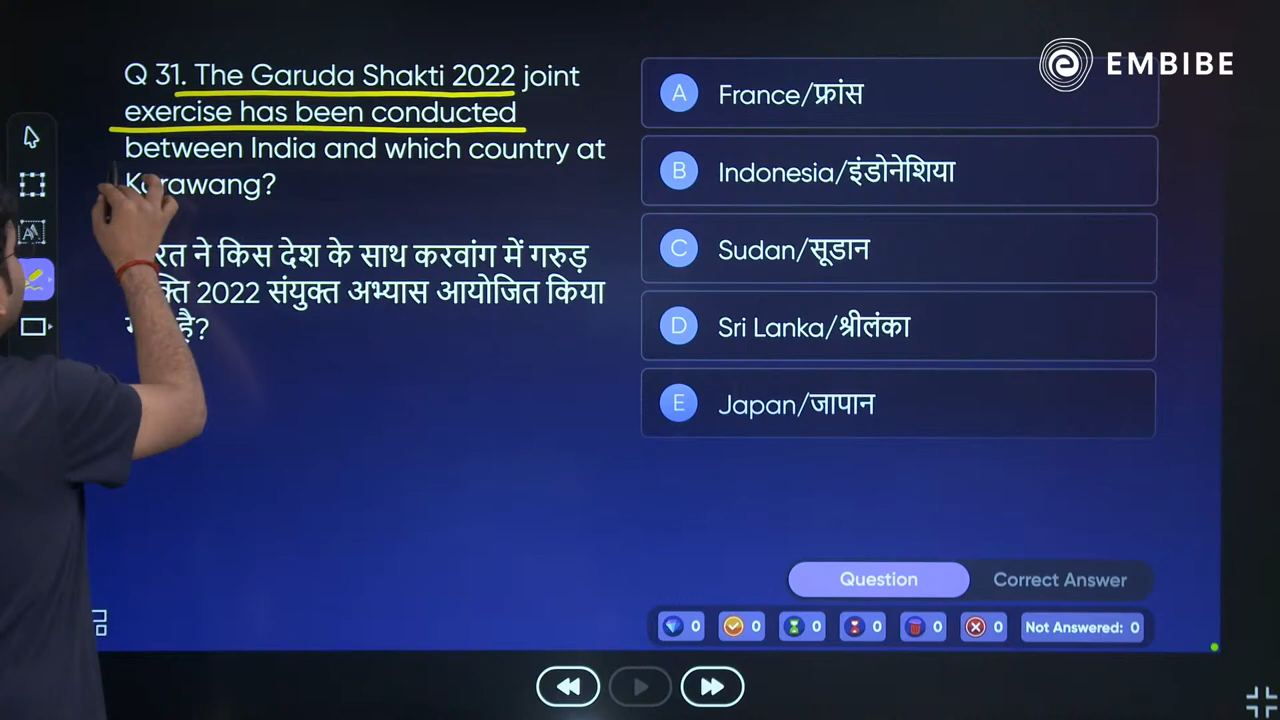 EMBIBE
Q 31. The Garuda Shakti 2022 joint
exercise has been conducted
between India and which country at
Karawang?
ने किस देश के साथ करवांग में गरुड़
2022 संयुक्त अभ्यास आयोजित किया
है?
A France/फ्रांस
B Indonesia/इंडोनेशिया
C Sudan/सूडान
D Sri Lanka/श्रीलंका
E Japan/जापान
Question Correct Answer
0 0 0 0 0 0 Not Answered: 0